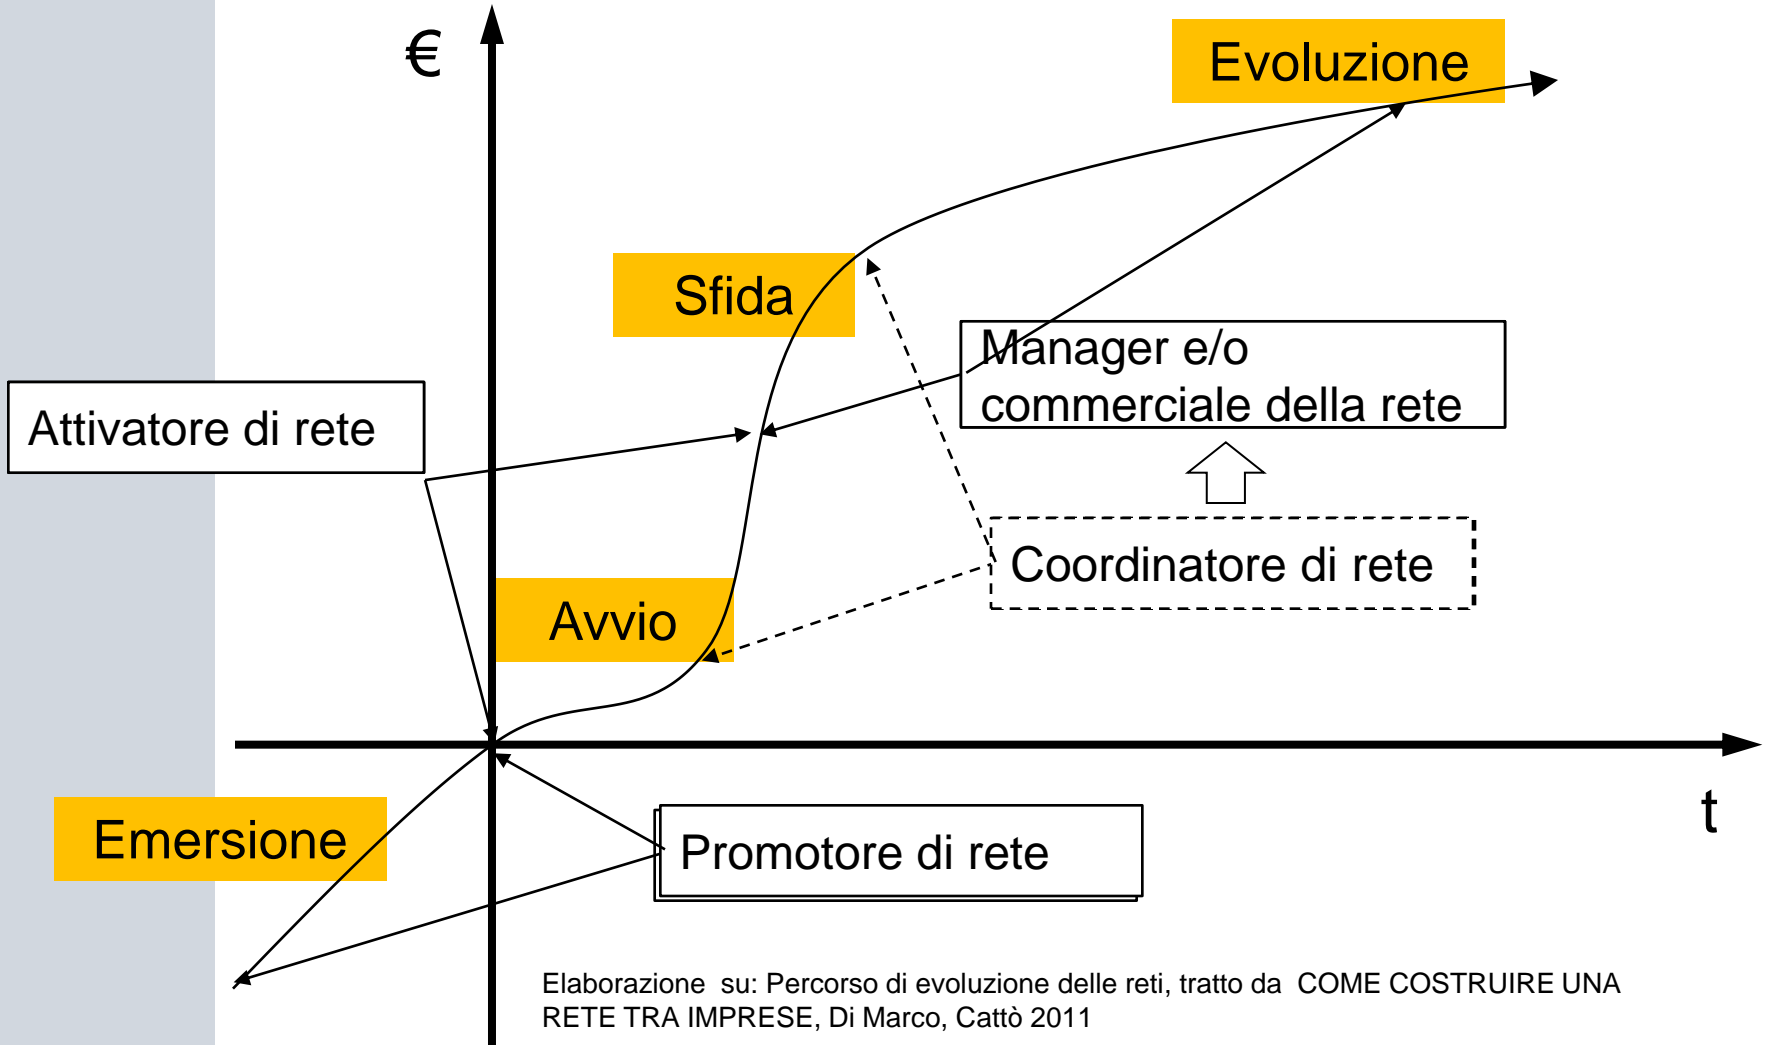 €
Evoluzione
Sfida
Manager e/o
commerciale della rete
Attivatore di rete
Coordinatore di rete
Avvio
t
Emersione
Promotore di rete
Elaborazione  su: Percorso di evoluzione delle reti, tratto da  COME COSTRUIRE UNA
RETE TRA IMPRESE, Di Marco, Cattò 2011